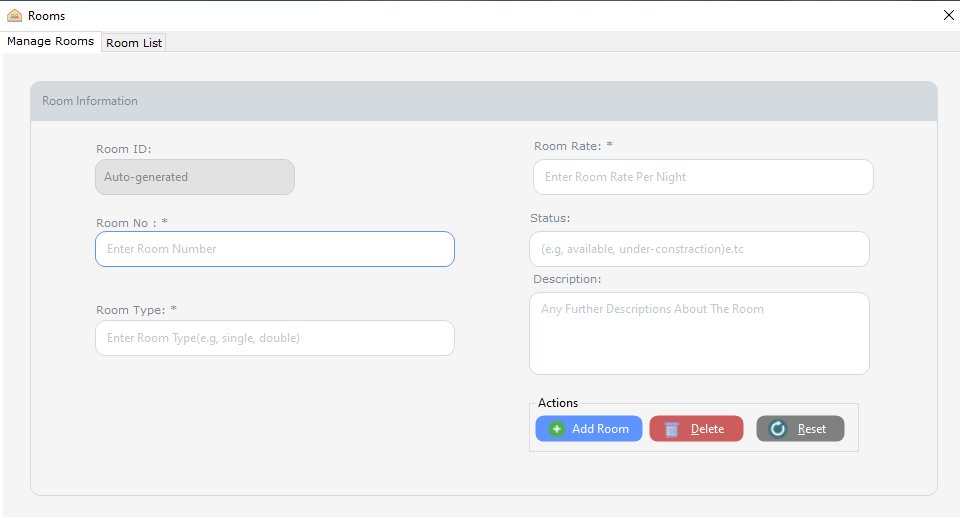 Rooms
Manage Rooms
Room List
Room Information
Room ID:
Auto-generated
Room No : *
Enter Room Number
Room Type: *
Enter Room Type(e.g, single, double)
Room Rate: *
Enter Room Rate Per Night
Status:
(e.g, available, under-constraction)e.tc
Description:
Any Further Descriptions About The Room
Actions
Add Room
Delete
Reset